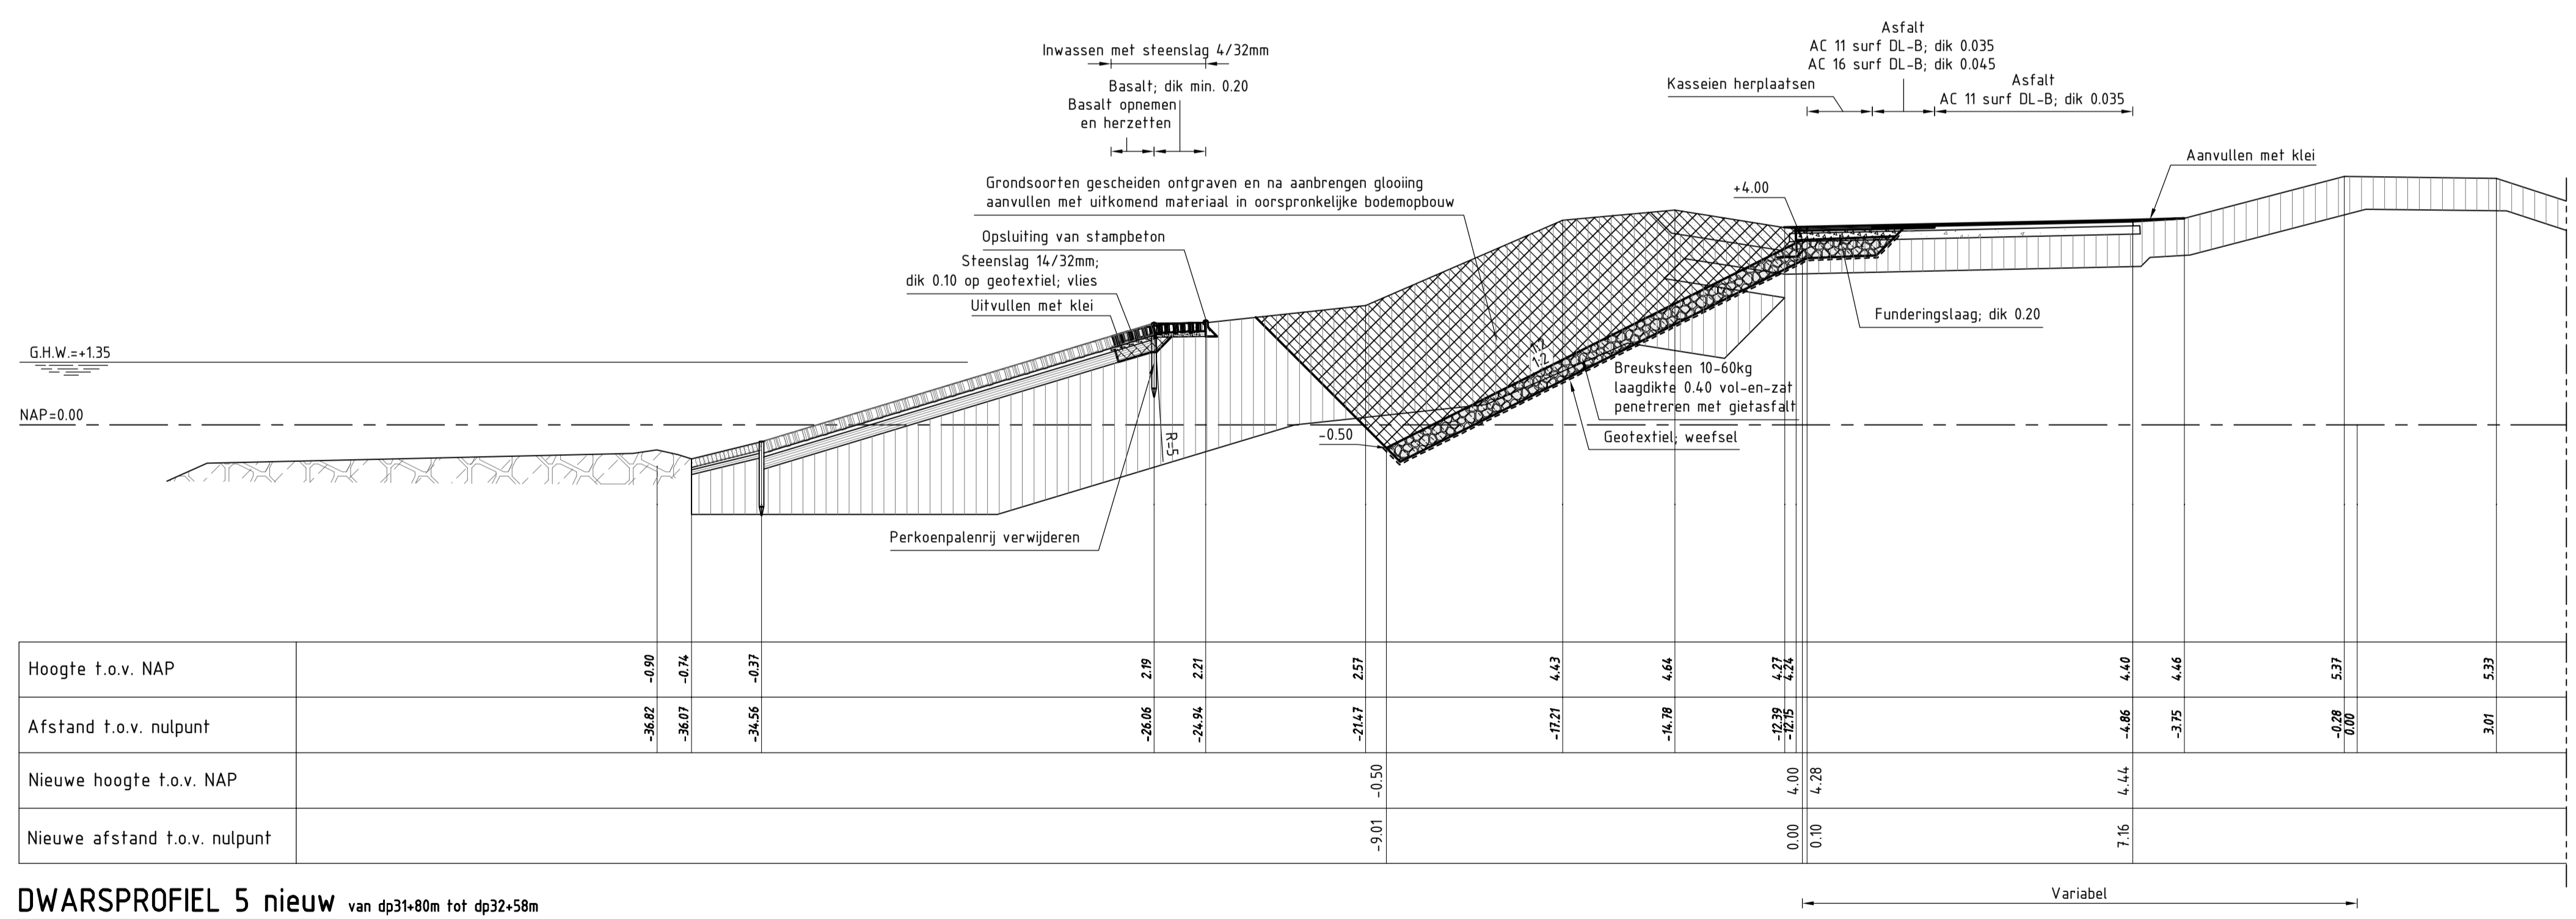 Inwassen met steenslag 4/32mm
Basalt; dik min. 0.20
Basalt opnemen
en herzetten
Asfalt
AC 11 surf DL-B; dik 0.035
AC 16 surf DL-B; dik 0.045
Kasseien herplaatsen
Asfalt
AC 11 surf DL-B; dik 0.035
Aanvullen met klei
Grondsoorten gescheiden ontgraven en na aanbrengen glooiing
aanvullen met uitkomend materiaal in oorspronkelijke bodemopbouw
+4.00
Opsluiting van stampbeton
Steenslag 14/32mm;
dik 0.10 op geotextiel; vlies
Uitvullen met klei
Funderingslaag; dik 0.20
G.H.W.=+1.35
1:2
1:2
Breuksteen 10-60kg
laagdikte 0.40 vol-en-zat
penetreren met gietasfalt
NAP=0.00
-0.50
R=5
Geotextiel; weefsel
Perkoenpalenrij verwijderen
Hoogte t.o.v. NAP -0.90 -0.74 -0.37 2.19 2.21 2.57 4.43 4.64 4.27 4.24 4.40 4.46 5.37 5.33
Afstand t.o.v. nulpunt -36.82 -36.07 -34.56 -26.06 -24.94 -21.47 -17.21 -14.78 -12.39 -12.15 -4.86 -3.75 -0.28 0.00 3.01
Nieuwe hoogte t.o.v. NAP -0.50 4.00 4.28 4.44
Nieuwe afstand t.o.v. nulpunt -9.01 0.00 0.10 7.16
DWARSPROFIEL 5 nieuw van dp31+80m tot dp32+58m
Variabel